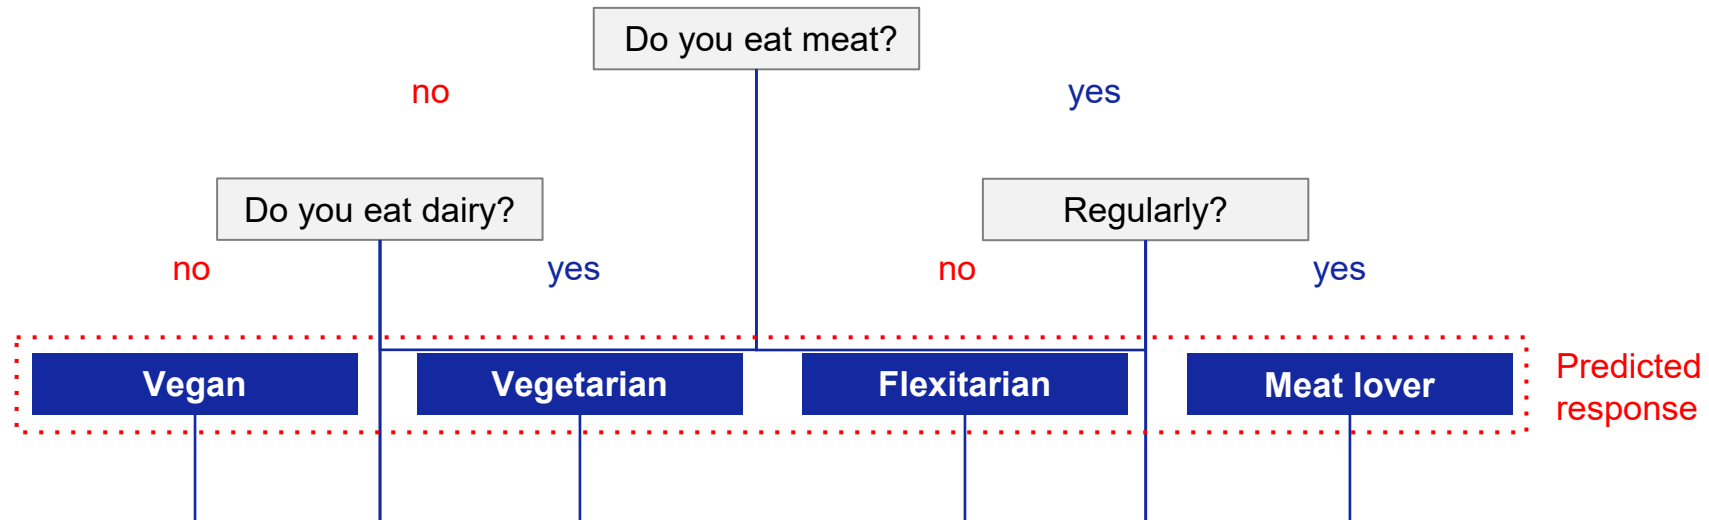 Do you eat meat?
no
yes
Do you eat dairy?
Regularly?
no
yes
no
yes
Vegan
Vegetarian
Flexitarian
Meat lover
Predicted
response